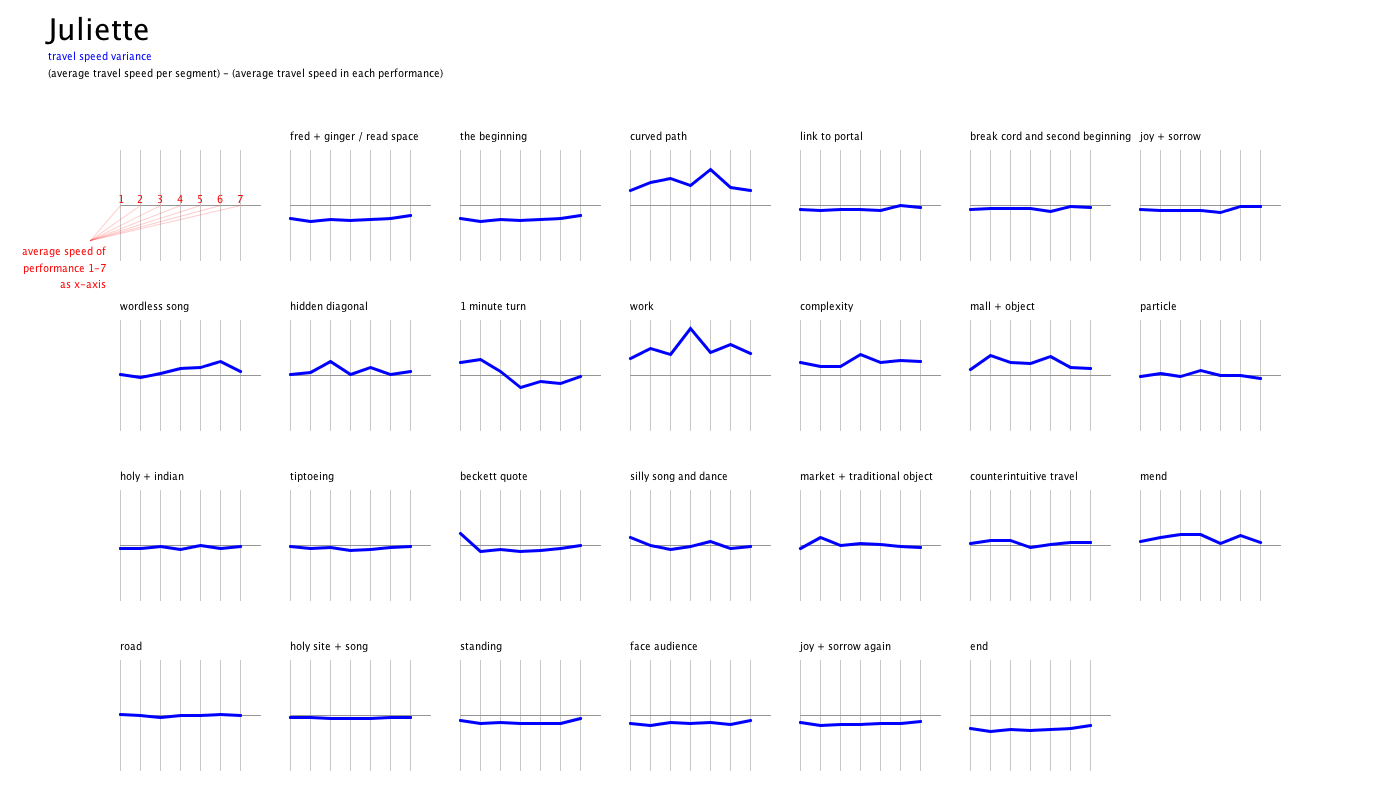 Juliette
travel speed variance
(average travel speed per segment) - (average travel speed in each performance)
fred + ginger / read space
the beginning
curved path
link to portal
break cord and second beginning
joy + sorrow
1 2 3 4 5 6 7
average speed of
performance 1-7
as x-axis
wordless song
hidden diagonal
1 minute turn
work
complexity
mall + object
particle
holy + indian
tiptoeing
beckett quote
silly song and dance
market + traditional object
counterintuitive travel
mend
road
holy site + song
standing
face audience
joy + sorrow again
end